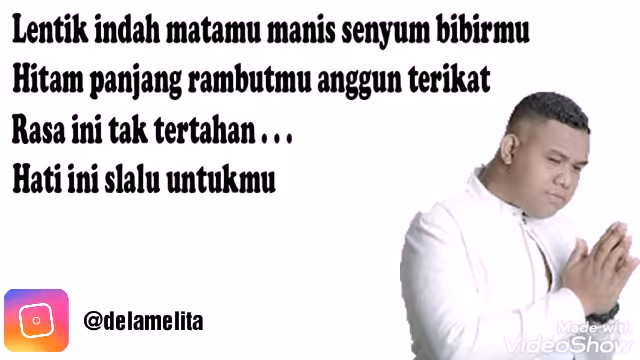 Lentik indah matamu manis senyum bibirmu
Hitam panjang rambutmu anggun terikat
Rasa ini tak tertahan . . .
Hati ini slalu untukmu
@delamelita
Made with
VideoShow